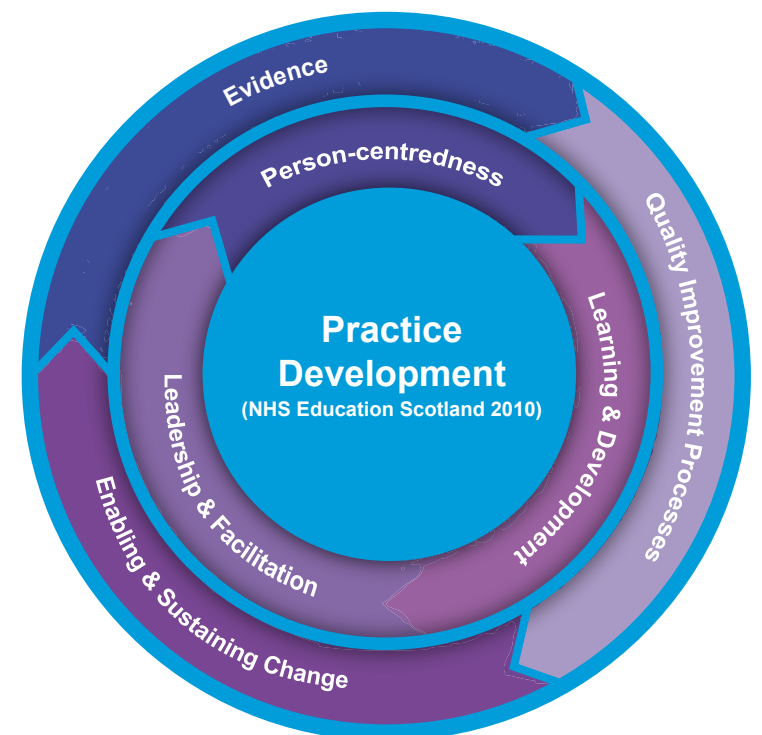 Evidence
Person-centredness
Quality Improvement Processes
Learning & Development
Practice
Development
(NHS Education Scotland 2010)
Leadership & Facilitation
Enabling & Sustaining Change